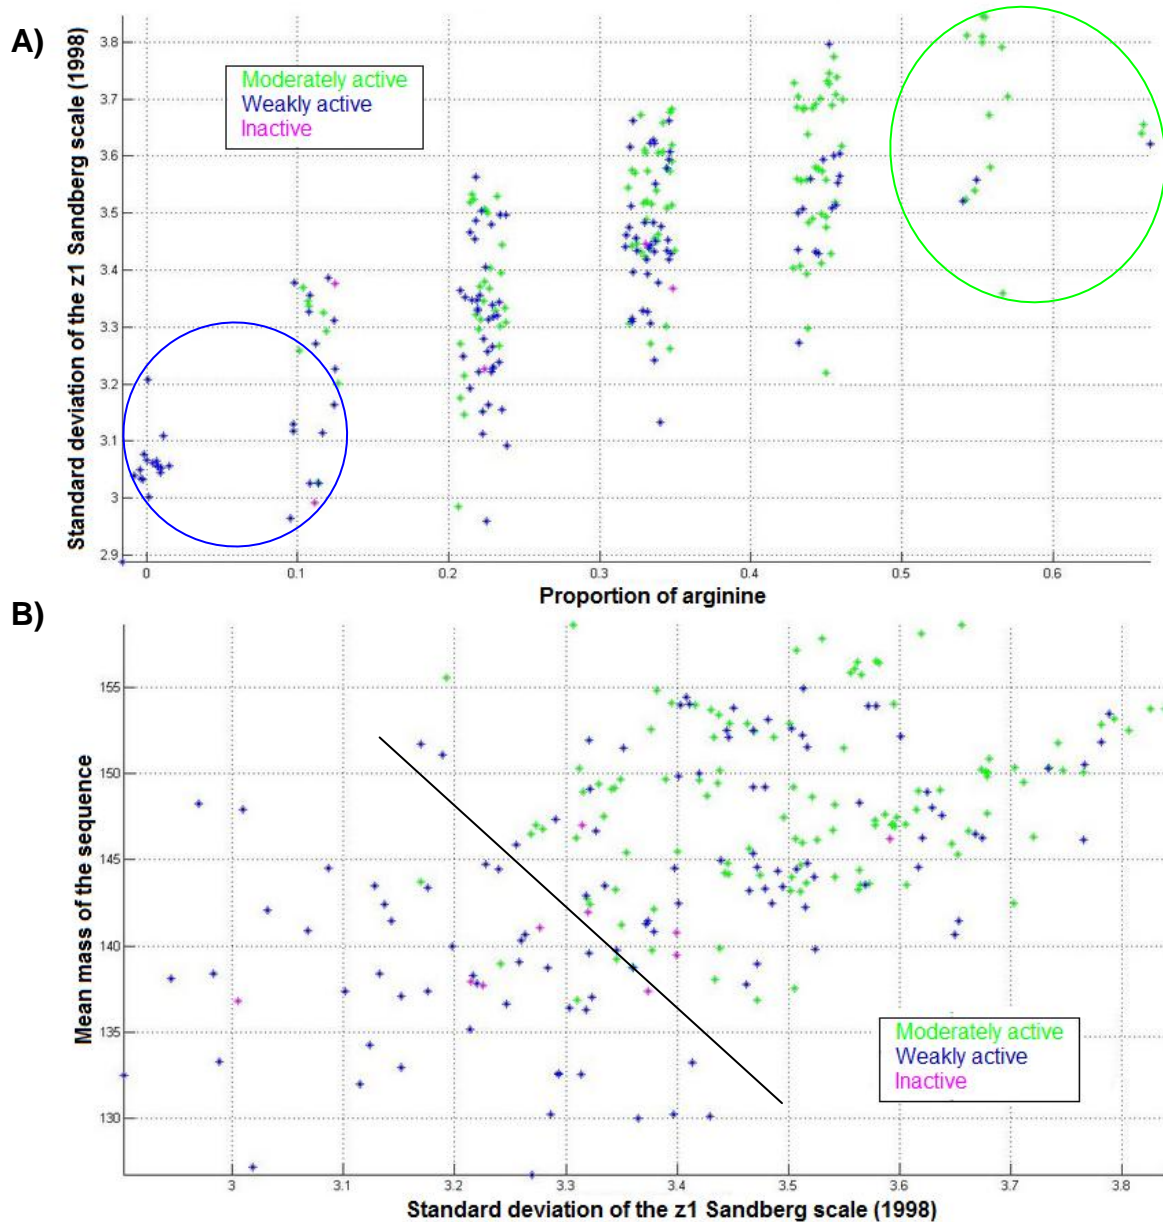 A)
Standard deviation of the z1 Sandberg scale (1998)
3.8
3.7
3.6
3.5
3.4
3.3
3.2
3.1
3
2.9
Moderately active
Weakly active
Inactive
0 0.1 0.2 0.3 0.4 0.5 0.6
Proportion of arginine
B)
Mean mass of the sequence
155
150
145
140
135
130
Moderately active
Weakly active
Inactive
3 3.1 3.2 3.3 3.4 3.5 3.6 3.7 3.8
Standard deviation of the z1 Sandberg scale (1998)